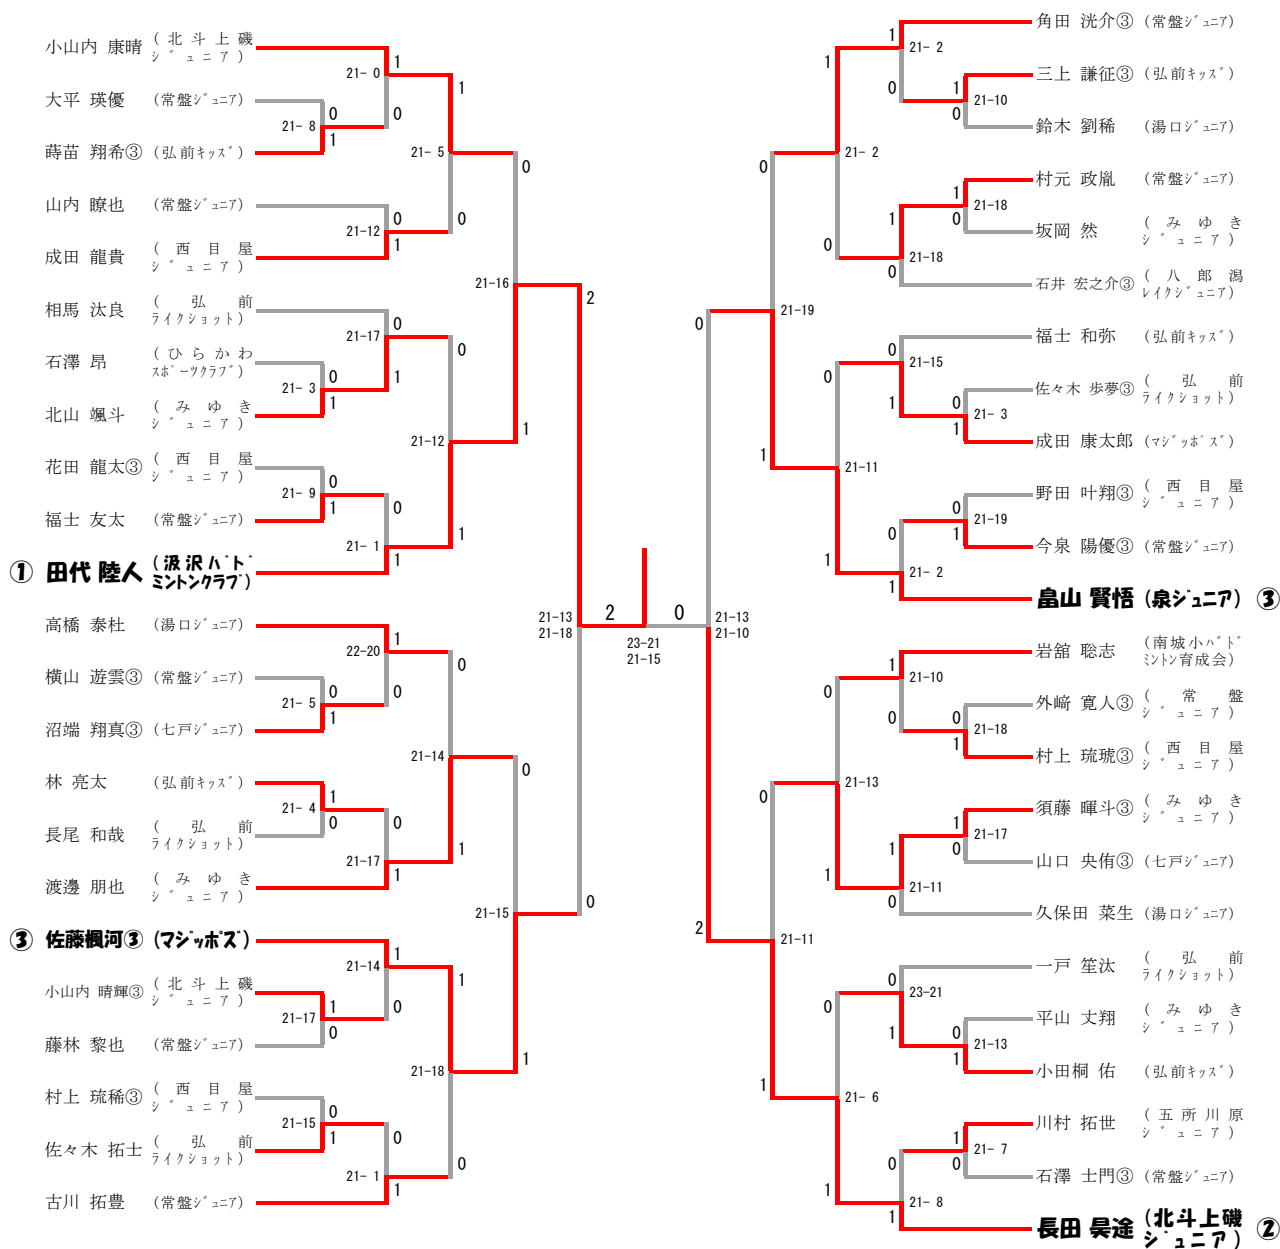 小山内 康晴 (北斗上磯ジュニア)
大平 瑛優 (常盤ジュニア)
蒔苗 翔希③ (弘前キッズ)
山内 瞭也 (常盤ジュニア)
成田 龍貴 (西目屋ジュニア)
相馬 汰良 (弘前ライクショット)
石澤 昂 (ひらかわスポーツクラブ)
北山 颯斗 (みゆきジュニア)
花田 龍太③ (西目屋ジュニア)
福士 友太 (常盤ジュニア)
① 田代 陸人 (汲沢バドミントンクラブ)
高橋 泰杜 (湯口ジュニア)
横山 遊雲③ (常盤ジュニア)
沼端 翔真③ (七戸ジュニア)
林 亮太 (弘前キッズ)
長尾 和哉 (弘前ライクショット)
渡邊 朋也 (みゆきジュニア)
③ 佐藤楓河③ (マジッポズ)
小山内 晴輝③ (北斗上磯ジュニア)
藤林 黎也 (常盤ジュニア)
村上 琉稀③ (西目屋ジュニア)
佐々木 拓士 (弘前ライクショット)
古川 拓豊 (常盤ジュニア)
21- 0
21- 8
21- 5
21-12
21-16
21-17
21- 3
21-12
21- 9
21- 1
21-13
21-18
22-20
21- 5
21-14
21- 4
21-17
21-15
21-14
21-17
21-18
21-15
21- 1
2
0
23-21
21-15
角田 洸介③ (常盤ジュニア)
三上 謙征③ (弘前キッズ)
鈴木 劉稀 (湯口ジュニア)
村元 政胤 (常盤ジュニア)
坂岡 然 (みゆきジュニア)
石井 宏之介③ (八郎潟レイクジュニア)
福士 和弥 (弘前キッズ)
佐々木 歩夢③ (弘前ライクショット)
成田 康太郎 (マジッポズ)
野田 叶翔③ (西目屋ジュニア)
今泉 陽優③ (常盤ジュニア)
畠山 賢悟 (泉ジュニア) ③
岩舘 聡志 (南城小バドミントン育成会)
外﨑 寛人③ (常盤ジュニア)
村上 琉琥③ (西目屋ジュニア)
須藤 暉斗③ (みゆきジュニア)
山口 央侑③ (七戸ジュニア)
久保田 菜生 (湯口ジュニア)
一戸 笙汰 (弘前ライクショット)
平山 丈翔 (みゆきジュニア)
小田桐 佑 (弘前キッズ)
川村 拓世 (五所川原ジュニア)
石澤 士門③ (常盤ジュニア)
長田 昊途 (北斗上磯ジュニア) ②
21- 2
21-10
21- 2
21-18
21-18
21-19
21-15
21- 3
21-11
21-19
21- 2
21-13
21-10
21-10
21-18
21-13
21-17
21-11
21-11
23-21
21-13
21- 6
21- 7
21- 8